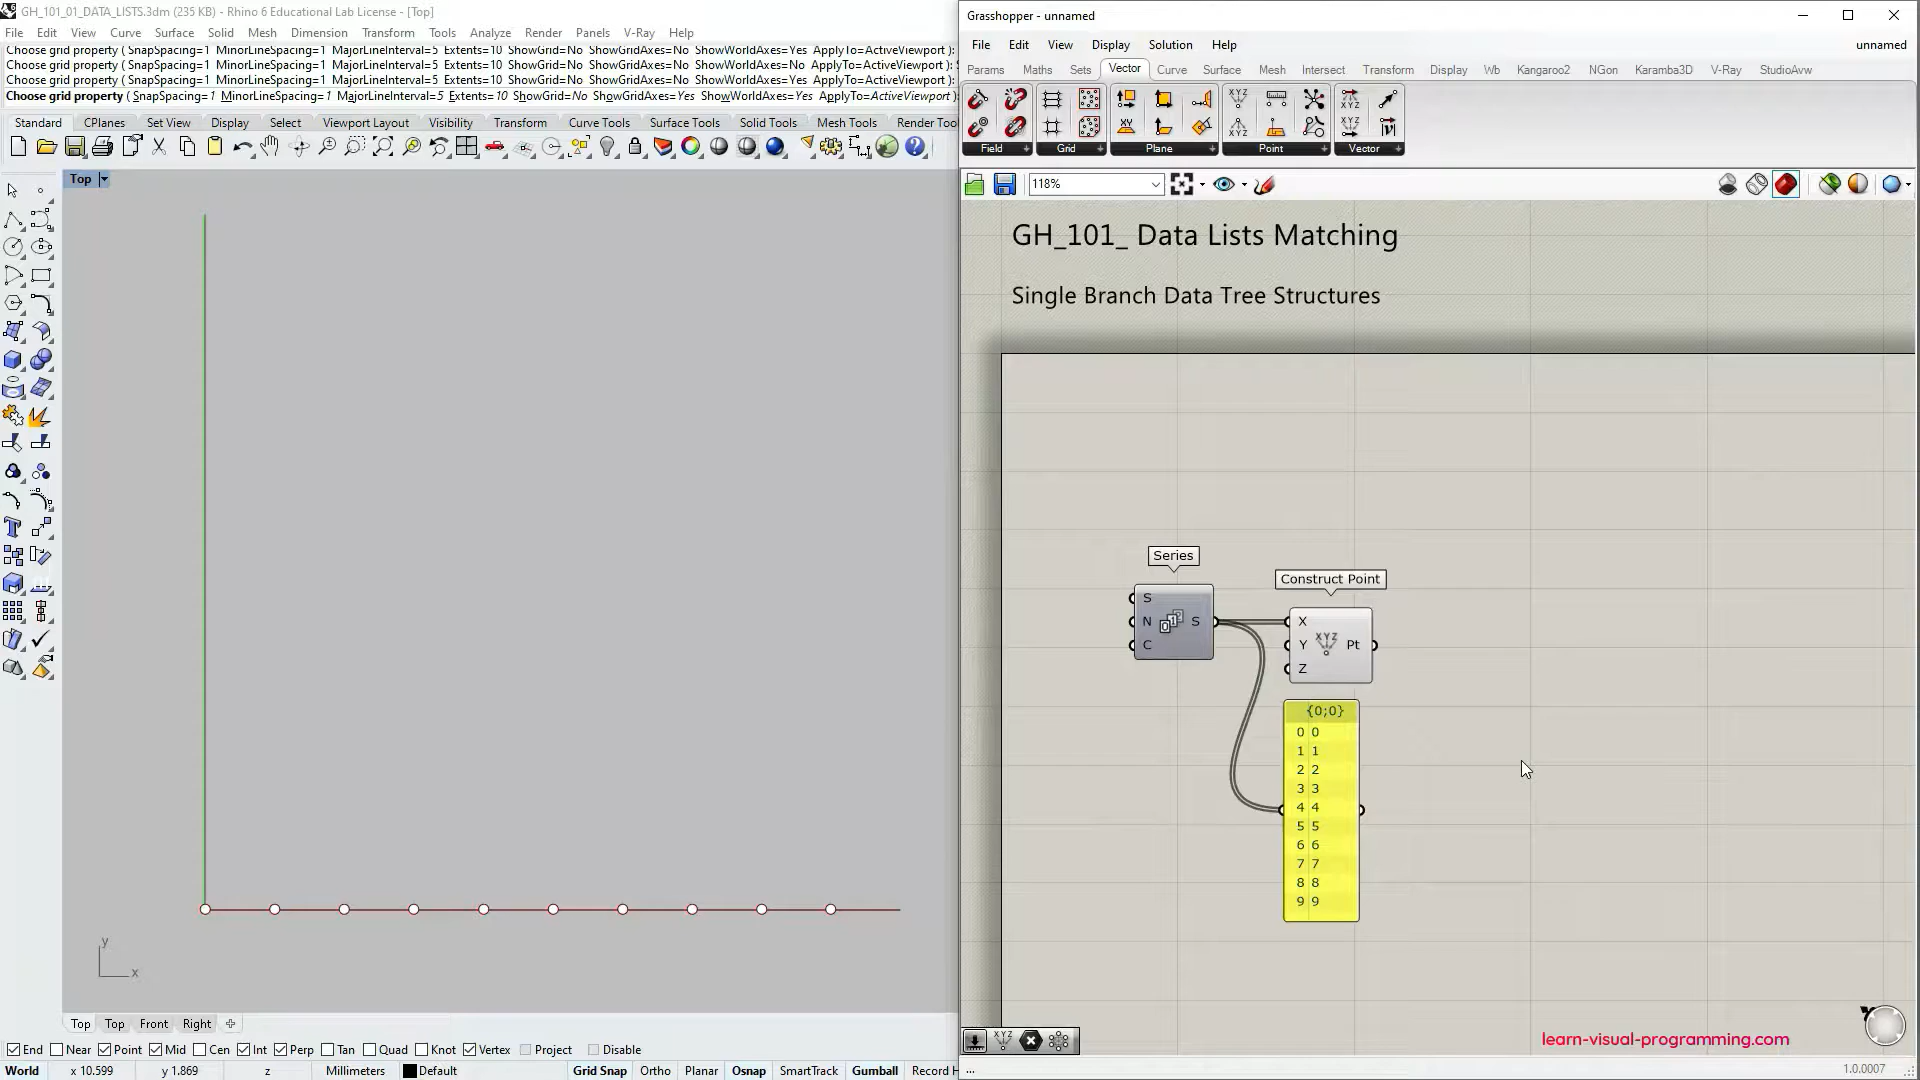 GH_101_01_DATA_LISTS.3dm (235 KB) - Rhino 6 Educational Lab License - [Top]
File Edit View Curve Surface Solid Mesh Dimension Transform Tools Analyze Render Panels V-Ray Help
Choose grid property ( SnapSpacing=1 MinorLineSpacing=1 MajorLineInterval=5 Extents=10 ShowGrid=No ShowGridAxes=No ShowWorldAxes=Yes ApplyTo=ActiveViewport ):
Choose grid property ( SnapSpacing=1 MinorLineSpacing=1 MajorLineInterval=5 Extents=10 ShowGrid=No ShowGridAxes=No ShowWorldAxes=No ApplyTo=ActiveViewport ):
Choose grid property ( SnapSpacing=1 MinorLineSpacing=1 MajorLineInterval=5 Extents=10 ShowGrid=No ShowGridAxes=No ShowWorldAxes=Yes ApplyTo=ActiveViewport ):
Choose grid property ( SnapSpacing=1 MinorLineSpacing=1 MajorLineInterval=5 Extents=10 ShowGrid=No ShowGridAxes=Yes ShowWorldAxes=Yes ApplyTo=ActiveViewport ):
Standard CPlanes Set View Display Select Viewport Layout Visibility Transform Curve Tools Surface Tools Solid Tools Mesh Tools Render Too
Top
y
x
Top Top Front Right
End Near Point Mid Cen Int Perp Tan Quad Knot Vertex Project Disable
World x 10.599 y 1.869 z Millimeters Default Grid Snap Ortho Planar Osnap SmartTrack Gumball Record H
Grasshopper - unnamed
File Edit View Display Solution Help unnamed
Params Maths Sets Vector Curve Surface Mesh Intersect Transform Display Wb Kangaroo2 NGon Karamba3D V-Ray StudioAvw
Field Grid Plane Point Vector
118%
GH_101_ Data Lists Matching
Single Branch Data Tree Structures
Series
S
N S
C
Construct Point
X
Y Pt
Z
XYZ
{0;0}
0 0
1 1
2 2
3 3
4 4
5 5
6 6
7 7
8 8
9 9
learn-visual-programming.com
... 1.0.0007